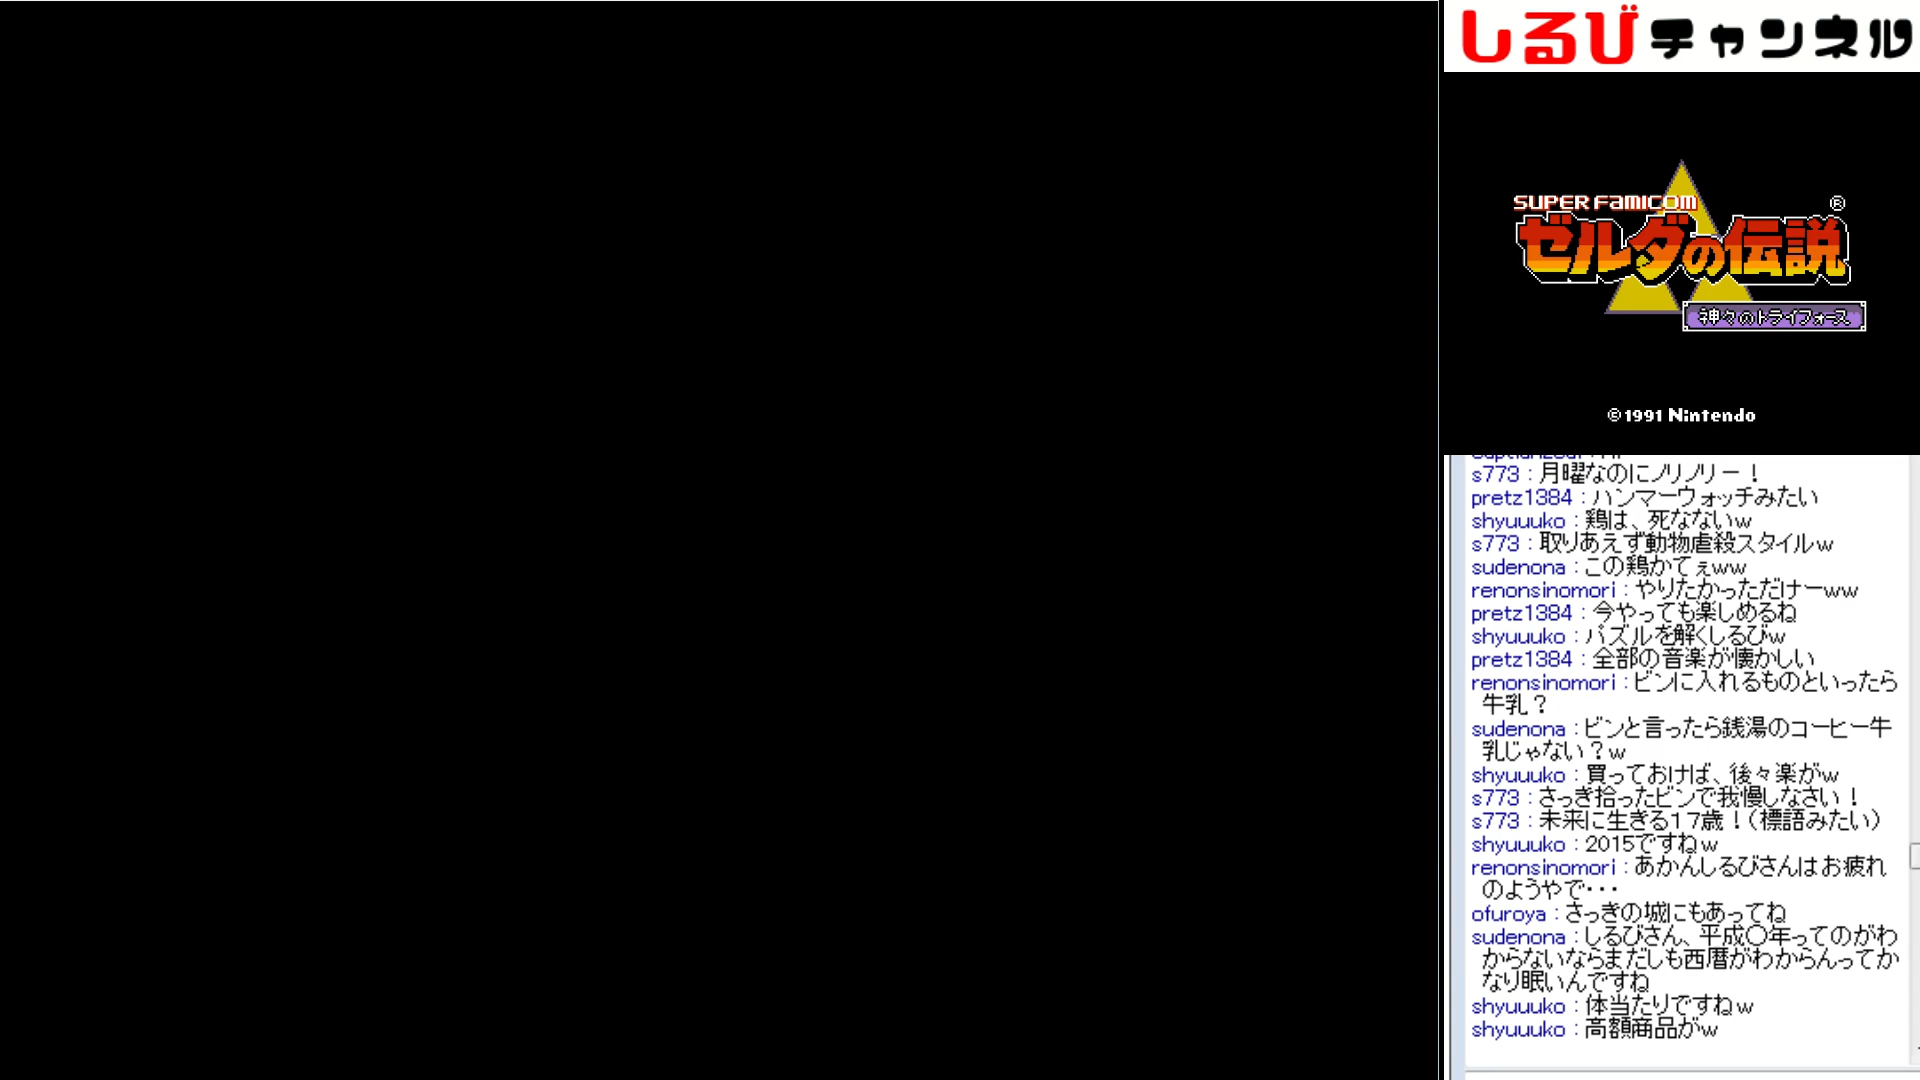 しるびチャンネル
SUPER FAMICOM
ゼルダの伝説®
神々のトライフォース
©1991 Nintendo
s773：月曜なのにノリノリー！
pretz1384：ハンマーウォッチみたい
shyuuuko：鶏は、死なないw
s773：取りあえず動物虐殺スタイルw
sudenona：この鶏かてぇww
renonsinomori：やりたかっただけーww
pretz1384：今やっても楽しめるね
shyuuuko：パズルを解くしるびw
pretz1384：全部の音楽が懐かしい
renonsinomori：ビンに入れるものといったら
牛乳？
sudenona：ビンと言ったら銭湯のコーヒー牛
乳じゃない？w
shyuuuko：買っておけば、後々楽がw
s773：さっき拾ったビンで我慢しなさい！
s773：未来に生きる１７歳！（標語みたい）
shyuuuko：2015ですねw
renonsinomori：あかんしるびさんはお疲れ
のようやで・・・
ofuroya：さっきの城にもあってね
sudenona：しるびさん、平成〇年ってのがわ
からないならまだしも西暦がわからんってか
なり眠いんですね
shyuuuko：体当たりですねｗ
shyuuuko：高額商品がw